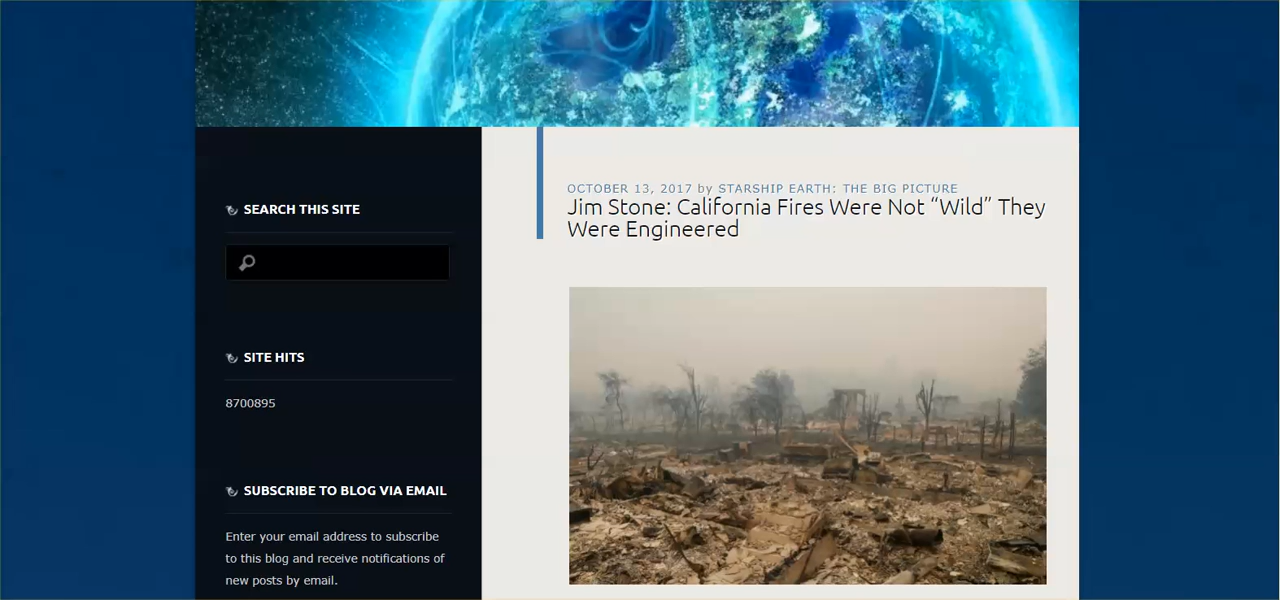 SEARCH THIS SITE
SITE HITS
8700895
SUBSCRIBE TO BLOG VIA EMAIL
Enter your email address to subscribe
to this blog and receive notifications of
new posts by email.
OCTOBER 13, 2017 by STARSHIP EARTH: THE BIG PICTURE
Jim Stone: California Fires Were Not “Wild” They
Were Engineered